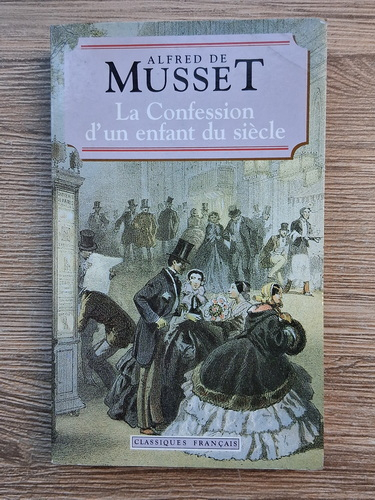 ALFRED DE
MUSSET
La Confession
d'un enfant du siècle
CLASSIQUES FRANÇAIS